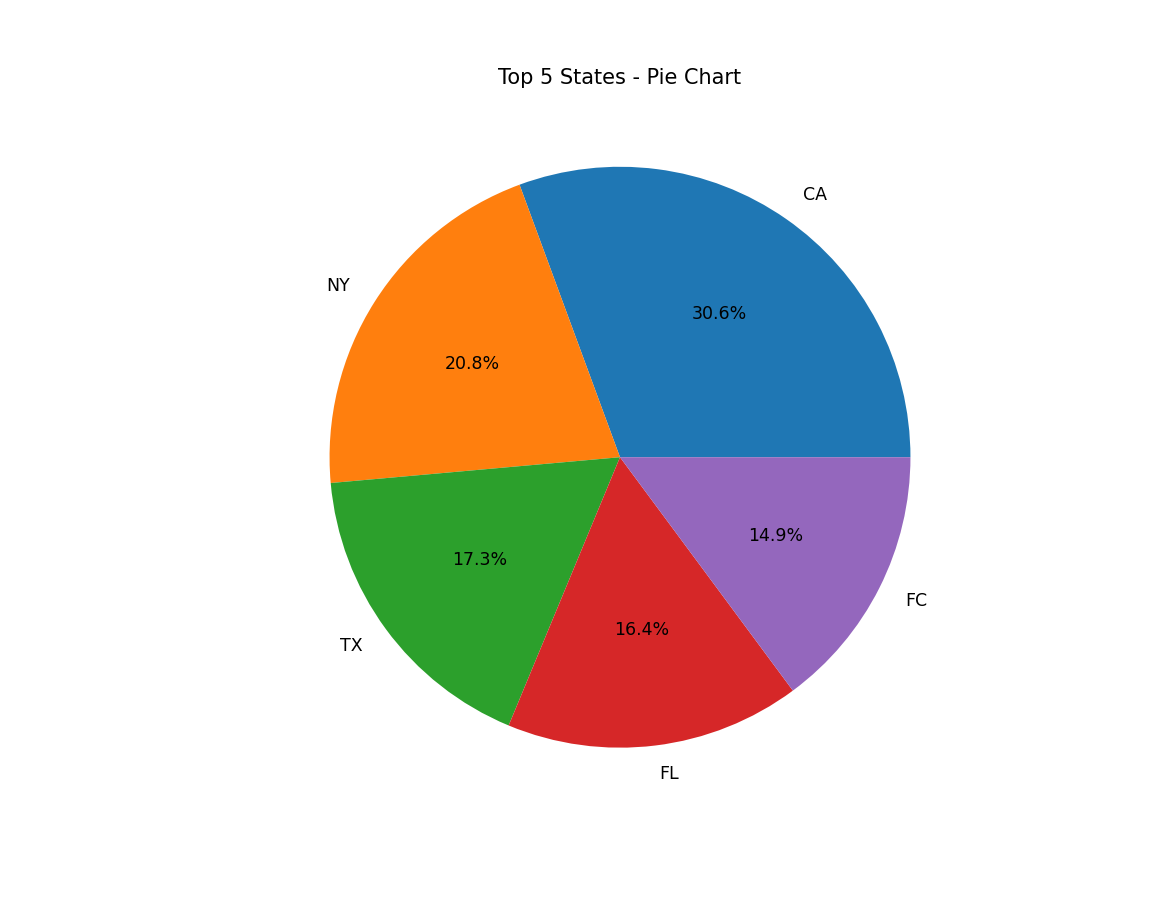 Top 5 States - Pie Chart
CA
30.6%
NY
20.8%
TX
17.3%
FL
16.4%
FC
14.9%